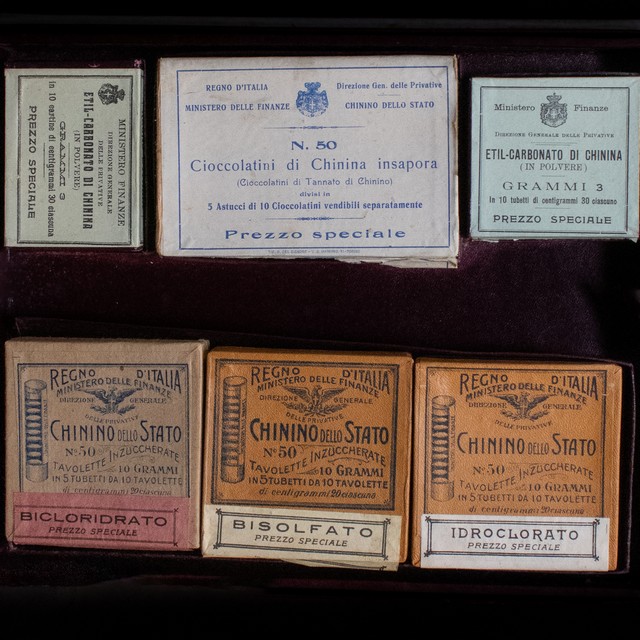 MINISTERO FINANZE
DIREZIONE GENERALE
DELLE PRIVATIVE
ETIL-CARBONATO DI CHININA
(IN POLVERE)
GRAMMI 3
in 10 cartine di centigrammi 30 ciascuna
PREZZO SPECIALE
REGNO D'ITALIA
MINISTERO DELLE FINANZE
Direzione Gen. delle Privative
CHININO DELLO STATO
N. 50
Cioccolatini di Chinina insapora
(Cioccolatini di Tannato di Chinino)
divisi in
5 Astucci di 10 Cioccolatini vendibili separatamente
Prezzo speciale
Ministero Finanze
DIREZIONE GENERALE DELLE PRIVATIVE
ETIL-CARBONATO DI CHININA
(IN POLVERE)
GRAMMI 3
In 10 tubetti di centigrammi 30 ciascuno
PREZZO SPECIALE
REGNO D'ITALIA
MINISTERO DELLE FINANZE
DIREZIONE GENERALE
DELLE PRIVATIVE
CHININO DELLO STATO
No. 50 TAVOLETTE INZUCCHERATE
10 GRAMMI
IN 5 TUBETTI DA 10 TAVOLETTE
di centigrammi 20 ciascuno
BICLORIDRATO
PREZZO SPECIALE
REGNO D'ITALIA
MINISTERO DELLE FINANZE
DIREZIONE GENERALE
DELLE PRIVATIVE
CHININO DELLO STATO
No. 50 TAVOLETTE INZUCCHERATE
10 GRAMMI
IN 5 TUBETTI DA 10 TAVOLETTE
di centigrammi 20 ciascuno
BISOLFATO
PREZZO SPECIALE
REGNO D'ITALIA
MINISTERO DELLE FINANZE
DIREZIONE GENERALE
DELLE PRIVATIVE
CHININO DELLO STATO
No. 50 TAVOLETTE INZUCCHERATE
10 GRAMMI
IN 5 TUBETTI DA 10 TAVOLETTE
di centigrammi 20 ciascuno
IDROCLORATO
PREZZO SPECIALE